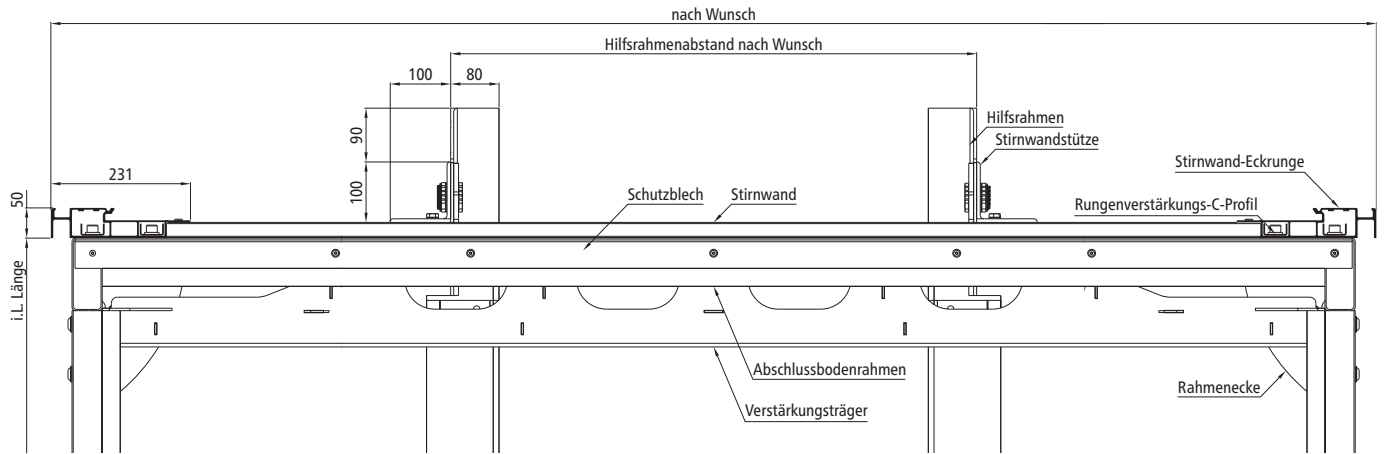 nach Wunsch
Hilfsrahmenabstand nach Wunsch
100
80
90
Hilfsrahmen
Stirnwandstütze
231
100
Stirnwand-Eckrunge
50
Schutzblech
Stirnwand
Rungenverstärkungs-C-Profil
i.L. Länge
Abschlussbodenrahmen
Rahmenecke
Verstärkungsträger